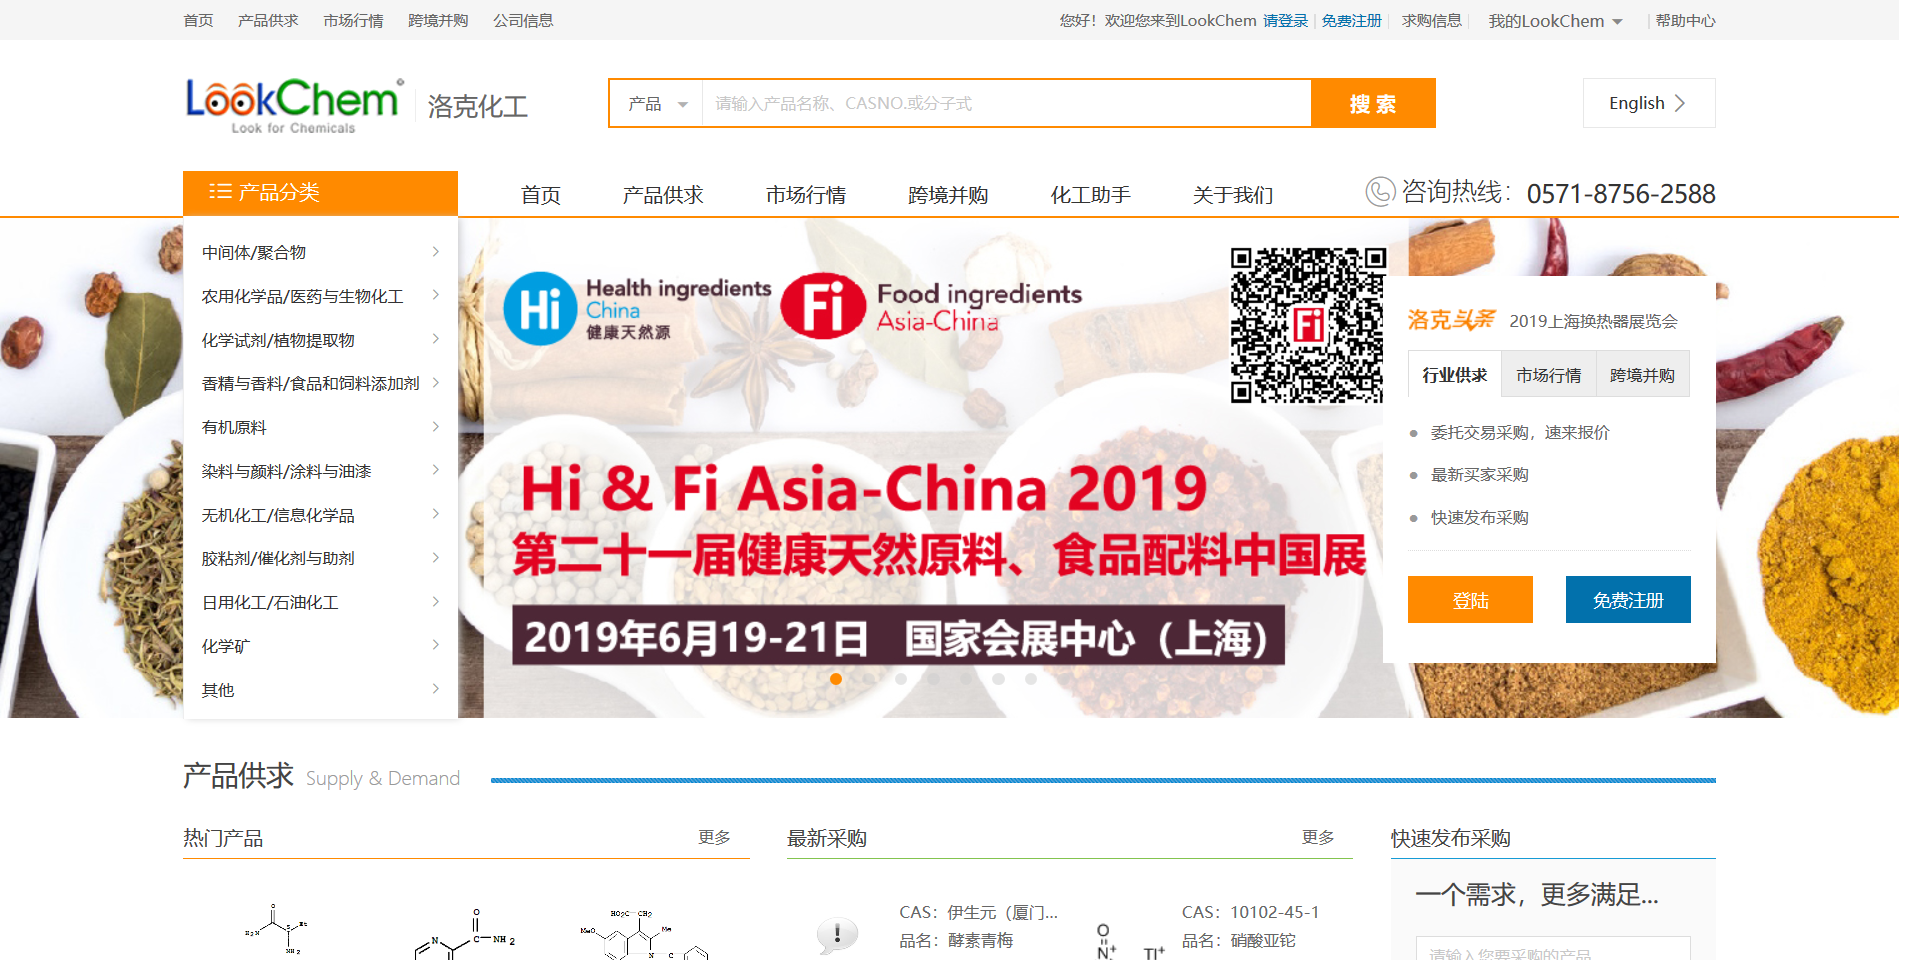 首页 产品供求 市场行情 跨境并购 公司信息 您好！欢迎您来到LookChem 请登录 | 免费注册 | 求购信息 | 我的LookChem | 帮助中心
LookChem
Look for Chemicals
洛克化工
产品 请输入产品名称、CASNO.或分子式 搜 索
English
产品分类 首页 产品供求 市场行情 跨境并购 化工助手 关于我们 咨询热线：0571-8756-2588
中间体/聚合物
农用化学品/医药与生物化工
化学试剂/植物提取物
香精与香料/食品和饲料添加剂
有机原料
染料与颜料/涂料与油漆
无机化工/信息化学品
胶粘剂/催化剂与助剂
日用化工/石油化工
化学矿
其他
Hi Health ingredients
China
健康天然源
Fi Food ingredients
Asia-China
Fi
Hi & Fi Asia-China 2019
第二十一届健康天然原料、食品配料中国展
2019年6月19-21日 国家会展中心（上海）
洛克头条 2019上海换热器展览会
行业供求 市场行情 跨境并购
委托交易采购，速来报价
最新买家采购
快速发布采购
登陆 免费注册
产品供求 Supply & Demand
热门产品 更多
最新采购 更多
快速发布采购
O
H2N
S
Et
NH2
O
N
C
NH2
HO2C
CH2
MeO
Me
N
C
CAS：伊生元（厦门...
品名：酵素青梅
O
N+
Tl+
CAS：10102-45-1
品名：硝酸亚铊
一个需求，更多满足...
请输入您要采购的产品